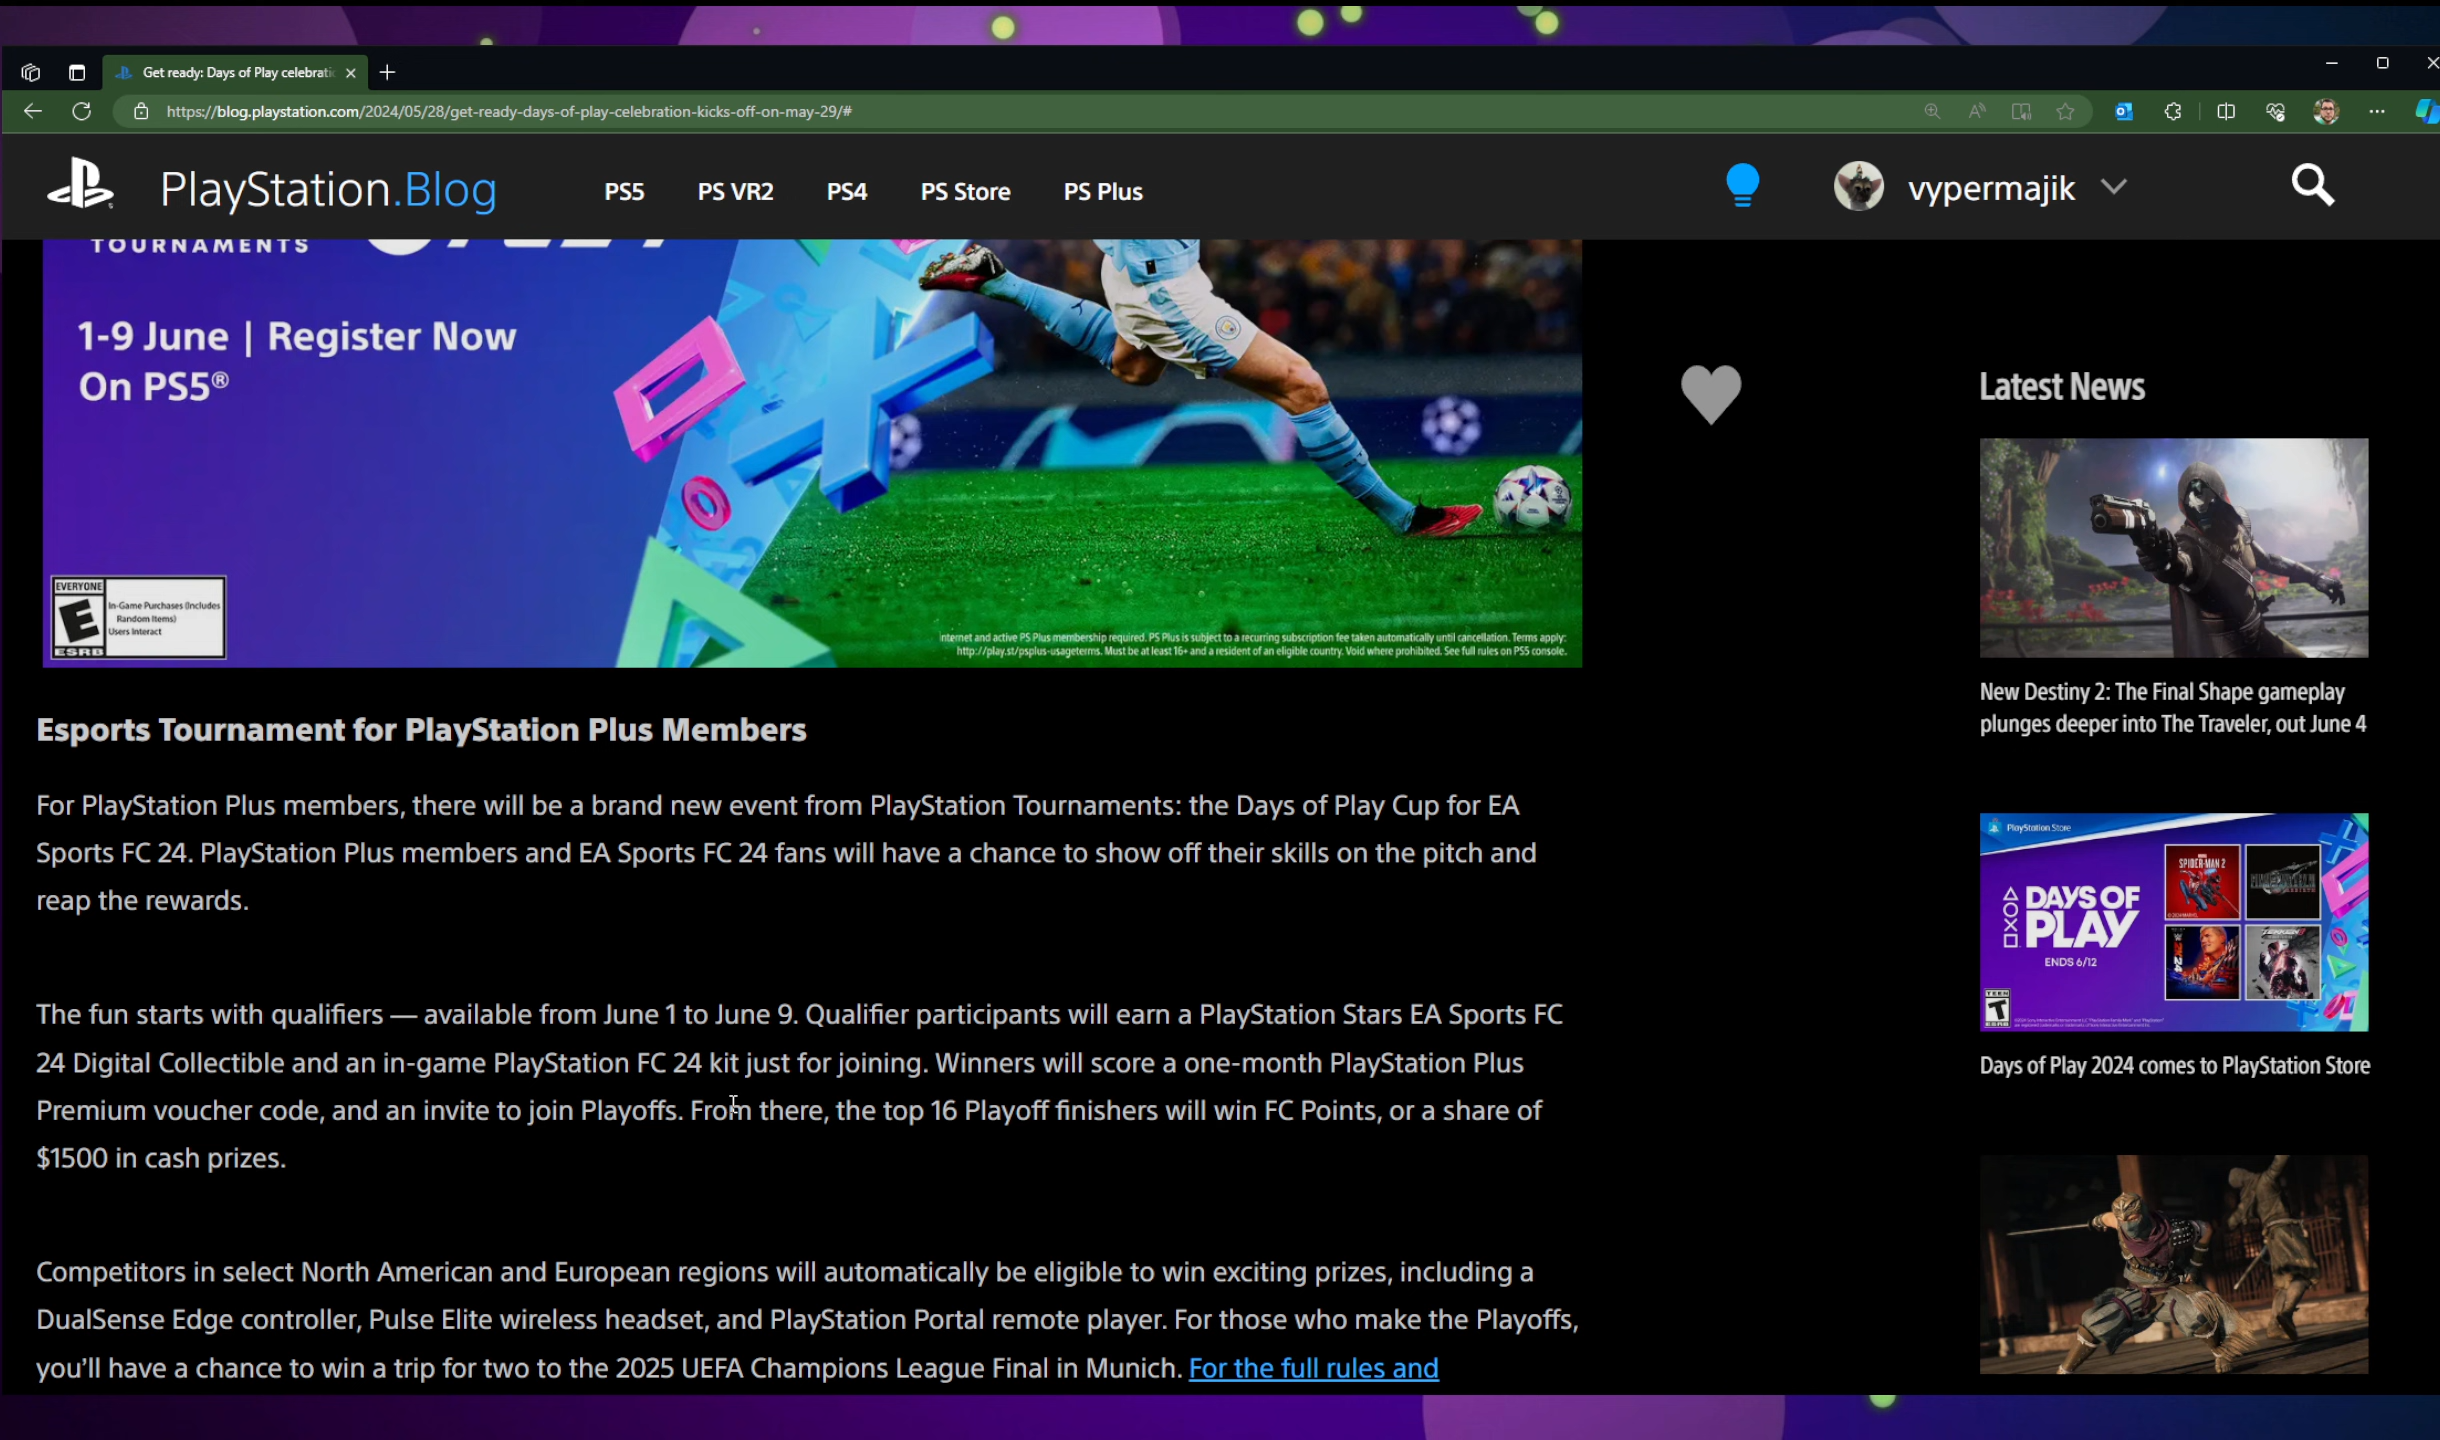 Get ready: Days of Play celebrati
https://blog.playstation.com/2024/05/28/get-ready-days-of-play-celebration-kicks-off-on-may-29/#
PlayStation.Blog
PS5
PS VR2
PS4
PS Store
PS Plus
vypermajik
TOURNAMENTS
1-9 June | Register Now
On PS5®
EVERYONE
E
ESRB
In-Game Purchases (Includes
Random Items)
Users Interact
nternet and active PS Plus membership required. PS Plus is subject to a recurring subscription fee taken automatically until cancellation. Terms apply:
http://play.st/psplus-usageterms. Must be at least 16+ and a resident of an eligible country. Void where prohibited. See full rules on PS5 console.
Esports Tournament for PlayStation Plus Members
For PlayStation Plus members, there will be a brand new event from PlayStation Tournaments: the Days of Play Cup for EA
Sports FC 24. PlayStation Plus members and EA Sports FC 24 fans will have a chance to show off their skills on the pitch and
reap the rewards.
The fun starts with qualifiers — available from June 1 to June 9. Qualifier participants will earn a PlayStation Stars EA Sports FC
24 Digital Collectible and an in-game PlayStation FC 24 kit just for joining. Winners will score a one-month PlayStation Plus
Premium voucher code, and an invite to join Playoffs. From there, the top 16 Playoff finishers will win FC Points, or a share of
$1500 in cash prizes.
Competitors in select North American and European regions will automatically be eligible to win exciting prizes, including a
DualSense Edge controller, Pulse Elite wireless headset, and PlayStation Portal remote player. For those who make the Playoffs,
you'll have a chance to win a trip for two to the 2025 UEFA Champions League Final in Munich. For the full rules and
Latest News
New Destiny 2: The Final Shape gameplay
plunges deeper into The Traveler, out June 4
PlayStation Store
DAYS OF
PLAY
ENDS 6/12
SPIDER-MAN 2
2K24
TEKKEN 8
TEEN
T
ESRB
Days of Play 2024 comes to PlayStation Store